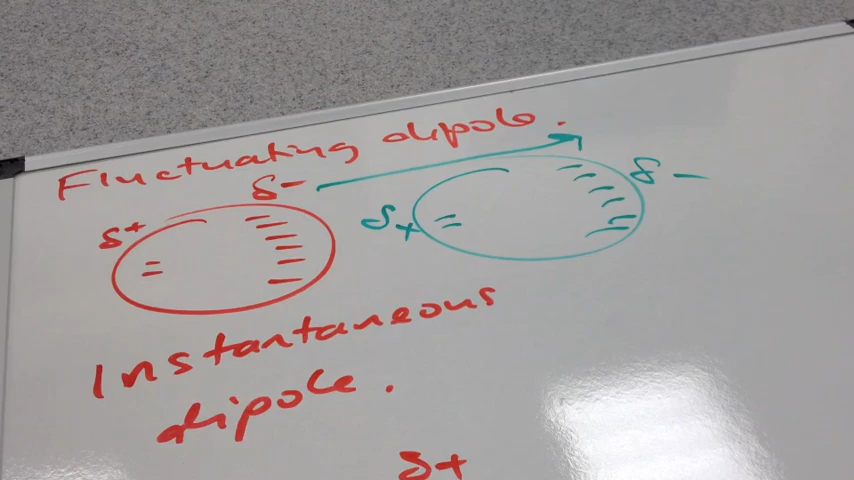 Fluctuating dipole.
δ+ δ-
δ+ δ-
Instantaneous
dipole.
δ+